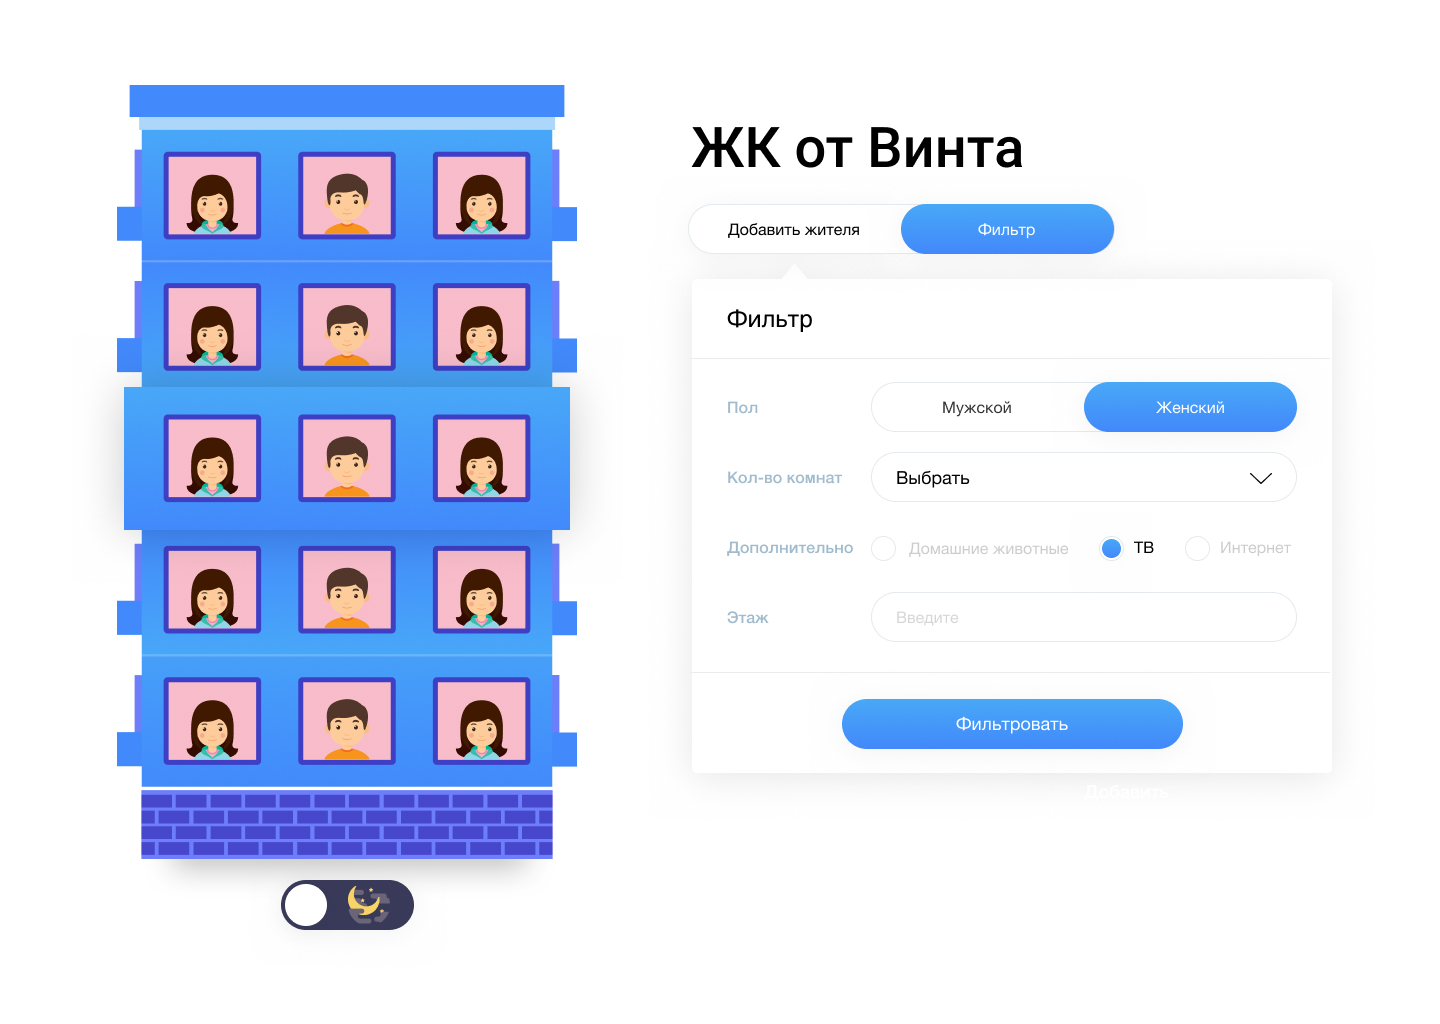 ЖК от Винта
Добавить жителя Фильтр
Фильтр
Пол Мужской Женский
Кол-во комнат Выбрать
Дополнительно Домашние животные ТВ Интернет
Этаж Введите
Фильтровать
Добавить